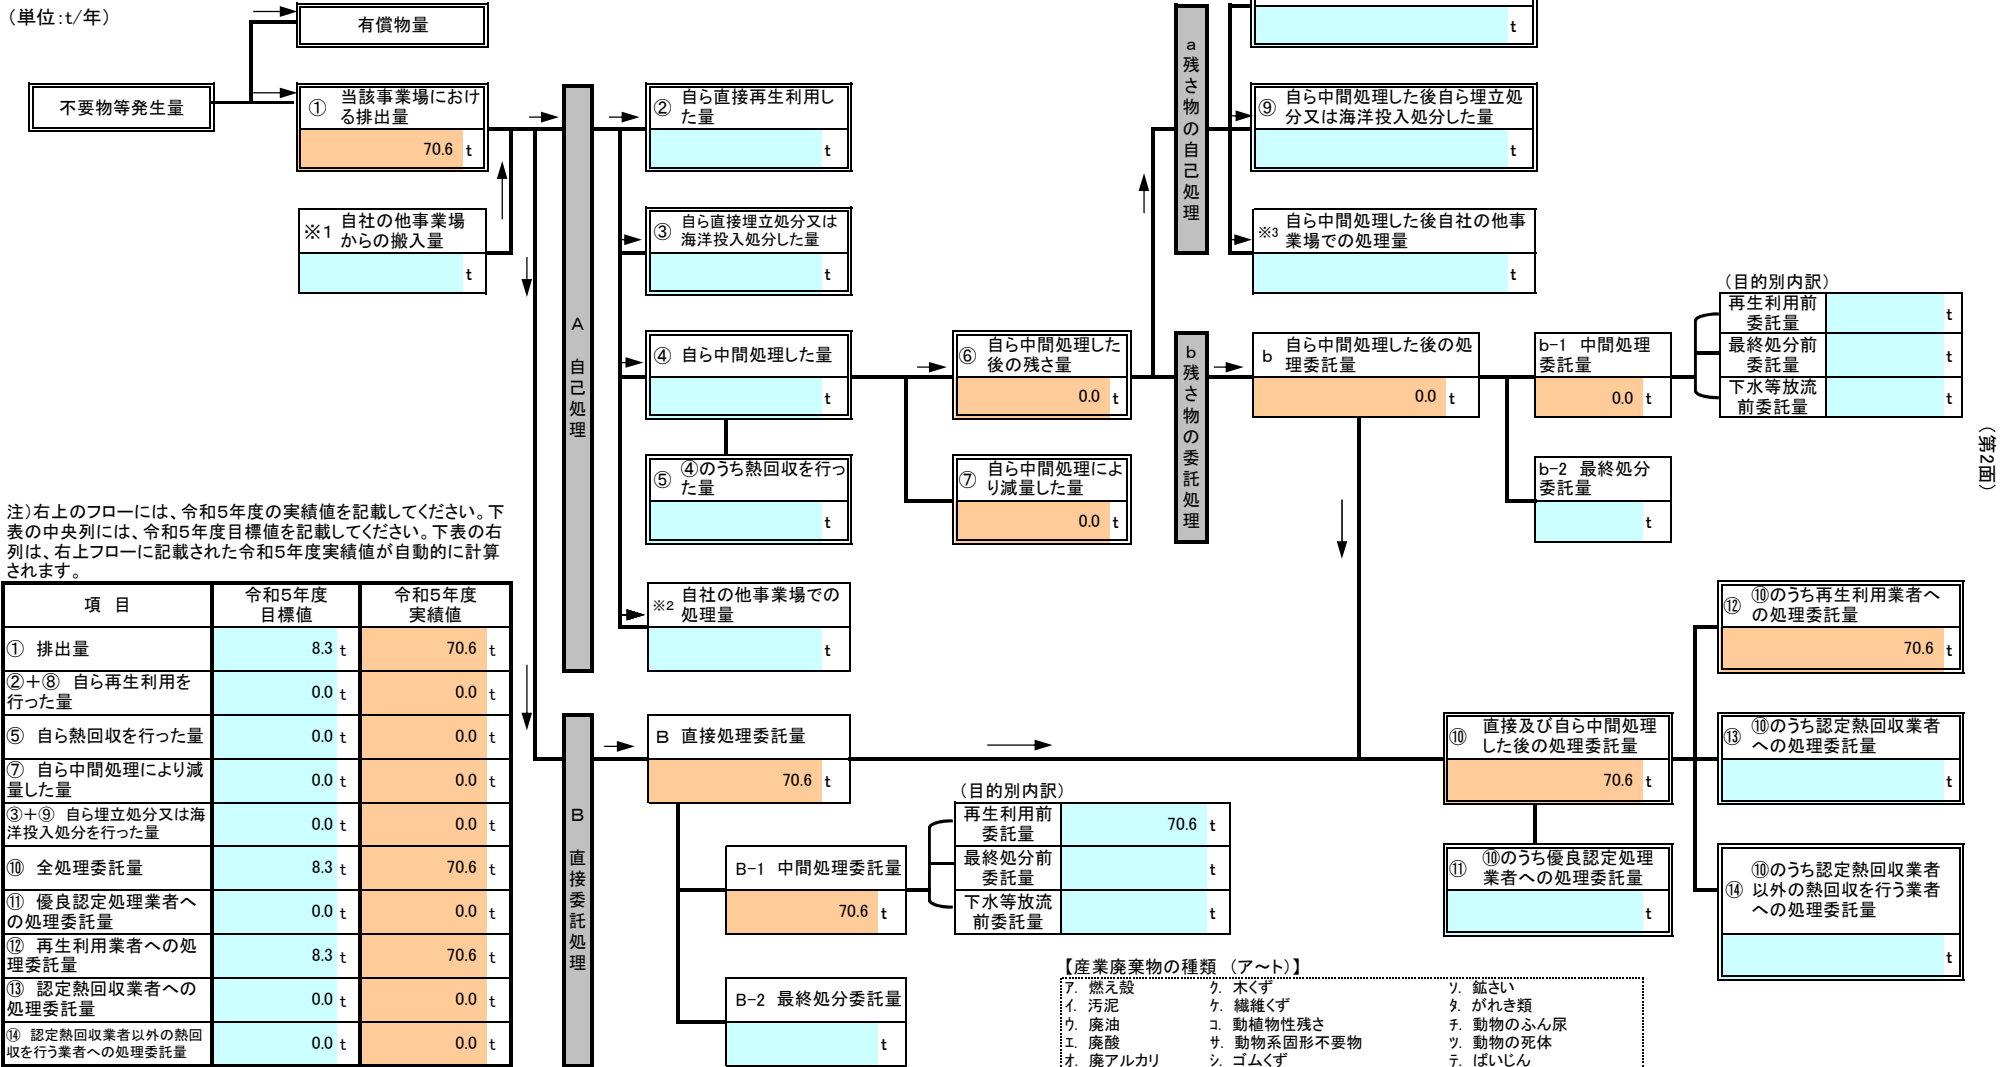 （単位:t/年）
有償物量
不要物等発生量
① 当該事業場におけ
る排出量
70.6 t
※1 自社の他事業場
からの搬入量
t
A 自己処理
② 自ら直接再生利用し
た量
t
③ 自ら直接埋立処分又は
海洋投入処分した量
t
④ 自ら中間処理した量
t
⑤ ④のうち熱回収を行っ
た量
t
※2 自社の他事業場での
処理量
t
⑥ 自ら中間処理した
後の残さ量
0.0 t
⑦ 自ら中間処理によ
り減量した量
0.0 t
a 残さ物の自己処理
t
⑨ 自ら中間処理した後自ら埋立処
分又は海洋投入処分した量
t
※3 自ら中間処理した後自社の他事
業場での処理量
t
b 残さ物の委託処理
b 自ら中間処理した後の処
理委託量
0.0 t
b-1 中間処理
委託量
0.0 t
b-2 最終処分
委託量
t
（目的別内訳）
再生利用前
委託量
t
最終処分前
委託量
t
下水等放流
前委託量
t
（第2面）
注）右上のフローには、令和5年度の実績値を記載してください。下
表の中央列には、令和5年度目標値を記載してください。下表の右
列は、右上フローに記載された令和5年度実績値が自動的に計算
されます。
項 目 令和5年度 目標値 令和5年度 実績値
① 排出量 8.3 t 70.6 t
②＋⑧ 自ら再生利用を
行った量 0.0 t 0.0 t
⑤ 自ら熱回収を行った量 0.0 t 0.0 t
⑦ 自ら中間処理により減
量した量 0.0 t 0.0 t
③＋⑨ 自ら埋立処分又は海
洋投入処分を行った量 0.0 t 0.0 t
⑩ 全処理委託量 8.3 t 70.6 t
⑪ 優良認定処理業者へ
の処理委託量 0.0 t 0.0 t
⑫ 再生利用業者への処
理委託量 8.3 t 70.6 t
⑬ 認定熱回収業者への
処理委託量 0.0 t 0.0 t
⑭ 認定熱回収業者以外の熱回
収を行う業者への処理委託量 0.0 t 0.0 t
B 直接委託処理
B 直接処理委託量
70.6 t
B-1 中間処理委託量
70.6 t
B-2 最終処分委託量
t
（目的別内訳）
再生利用前
委託量
70.6 t
最終処分前
委託量
t
下水等放流
前委託量
t
⑩ 直接及び自ら中間処理
した後の処理委託量
70.6 t
⑪ ⑩のうち優良認定処理
業者への処理委託量
t
⑫ ⑩のうち再生利用業者へ
の処理委託量
70.6 t
⑬ ⑩のうち認定熱回収業者
への処理委託量
t
⑭ ⑩のうち認定熱回収業者
以外の熱回収を行う業者
への処理委託量
t
【産業廃棄物の種類 （ア～ト）】
ア. 燃え殻 ク. 木くず ソ. 鉱さい
イ. 汚泥 ケ. 繊維くず タ. がれき類
ウ. 廃油 コ. 動植物性残さ チ. 動物のふん尿
エ. 廃酸 サ. 動物系固形不要物 ツ. 動物の死体
オ. 廃アルカリ シ. ゴムくず テ. ばいじん